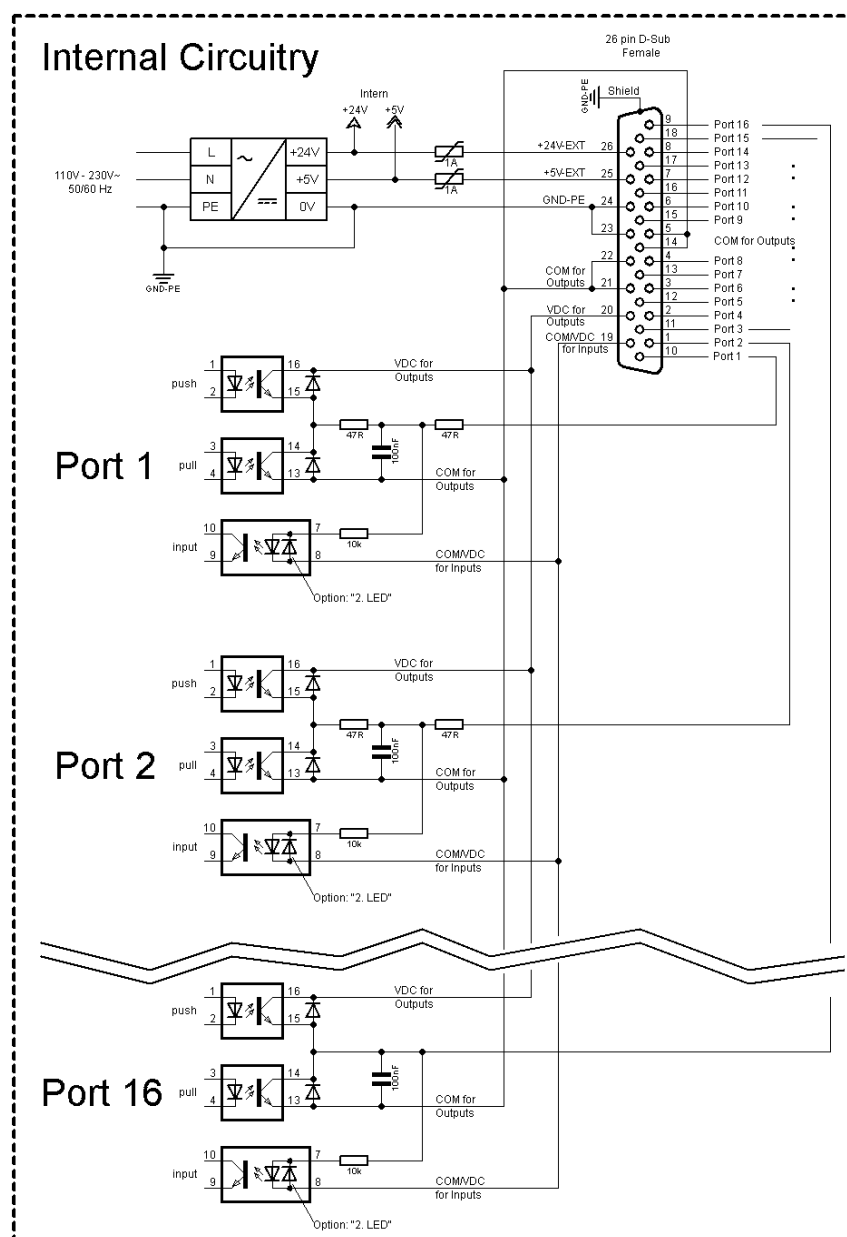 Internal Circuitry
26 pin D-Sub
Female
Intern
+24V +5V
GND-PE
Shield
L +24V
N +5V
PE 0V
110V - 230V~
50/60 Hz
1A
1A
GND-PE
+24V-EXT 26
+5V-EXT 25
GND-PE 24
23
22
COM for
Outputs 21
VDC for 20
Outputs
COM/VDC 19
for Inputs
9 Port 16
18 Port 15
8 Port 14
17 Port 13
7 Port 12
16 Port 11
6 Port 10
15 Port 9
5
14 COM for Outputs
4 Port 8
13 Port 7
3 Port 6
12 Port 5
2 Port 4
11 Port 3
1 Port 2
10 Port 1
Port 1
push
1 16
2 15
VDC for
Outputs
47R
47R
100nF
pull
3 14
4 13
COM for
Outputs
input
10 7
9 8
10k
COM/VDC
for Inputs
Option: "2. LED"
Port 2
push
1 16
2 15
VDC for
Outputs
47R
47R
100nF
pull
3 14
4 13
COM for
Outputs
input
10 7
9 8
10k
COM/VDC
for Inputs
Option: "2. LED"
Port 16
push
1 16
2 15
VDC for
Outputs
100nF
pull
3 14
4 13
COM for
Outputs
input
10 7
9 8
10k
COM/VDC
for Inputs
Option: "2. LED"